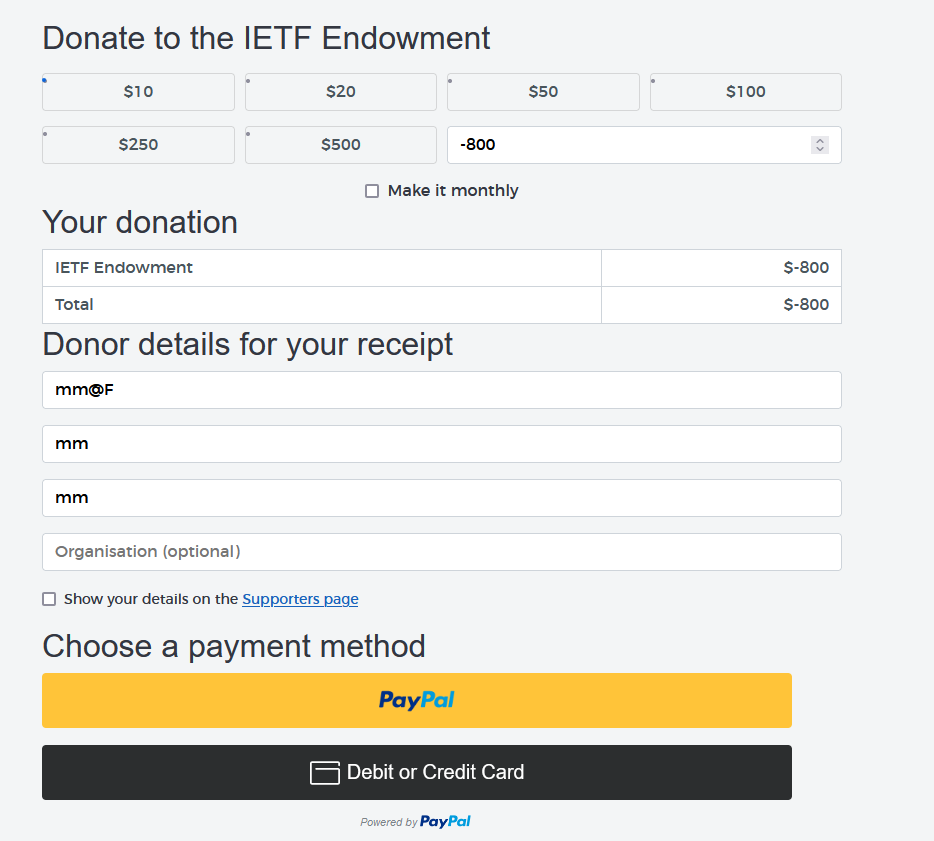 Donate to the IETF Endowment
$10 $20 $50 $100
$250 $500 -800
Make it monthly
Your donation
IETF Endowment $-800
Total $-800
Donor details for your receipt
mm@F
mm
mm
Organisation (optional)
Show your details on the Supporters page
Choose a payment method
PayPal
Debit or Credit Card
Powered by PayPal